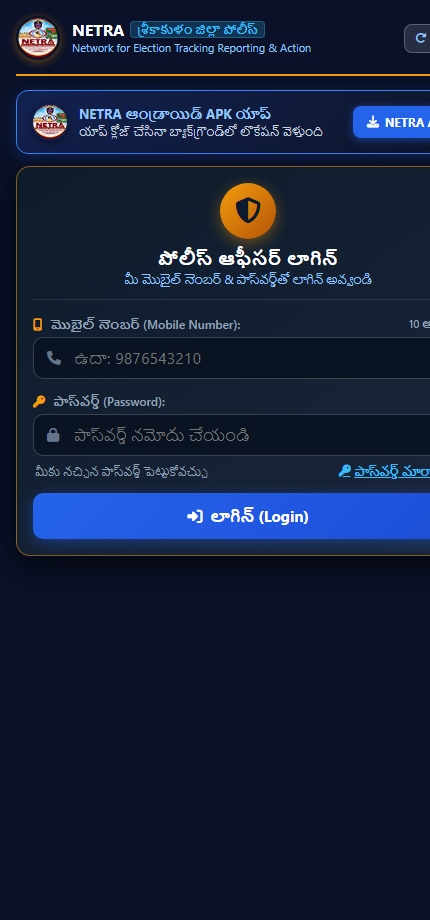 NETRA శ్రీకాకుళం జిల్లా పోలీస్
Network for Election Tracking Reporting & Action
NETRA
NETRA ఆండ్రాయిడ్ APK యాప్
యాప్ క్లోజ్ చేసినా బ్యాక్‌గ్రౌండ్‌లో లొకేషన్ వెళుతుంది
NETRA
పోలీస్ ఆఫీసర్ లాగిన్
మీ మొబైల్ నెంబర్ & పాస్‌వర్డ్‌తో లాగిన్ అవ్వండి
మొబైల్ నెంబర్ (Mobile Number):
10
ఉదా: 9876543210
పాస్‌వర్డ్ (Password):
పాస్‌వర్డ్ నమోదు చేయండి
మీకు నచ్చిన పాస్‌వర్డ్ పెట్టుకోవచ్చు
పాస్‌వర్డ్
లాగిన్ (Login)